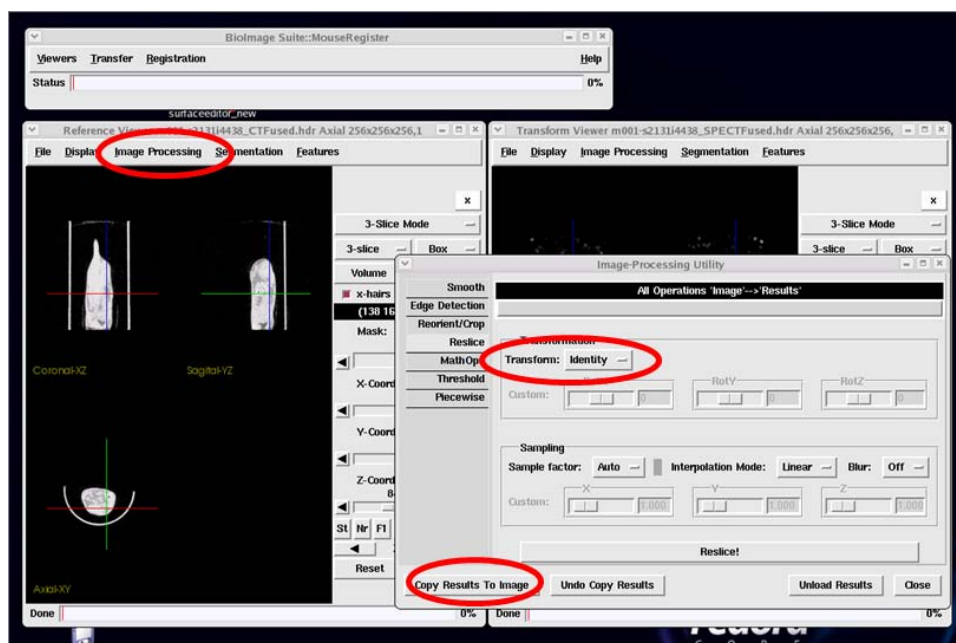 BioImage Suite::MouseRegister
Viewers Transfer Registration Help
Status 0%
surfaceeditor_new
Reference Viewer Axial 256x256x256,1
File Display Image Processing Segmentation Features
x
3-Slice Mode
3-slice Box
Volume
x-hairs
(138 16
Mask:
X-Coord
Y-Coord
Z-Coord
8
St Nr F1
Reset
Coronal-XZ Sagittal-YZ
Axial-XY
Done 0%
Transform Viewer m001-s2131i4438_SPECTFused.hdr Axial 256x256x256,
File Display Image Processing Segmentation Features
x
3-Slice Mode
3-slice Box
Image-Processing Utility
Smooth
Edge Detection
Reorient/Crop
Reslice
MathOp
Threshold
Piecewise
All Operations 'Image'-->'Results'
Transformation
Transform: Identity
RotY RotZ
Custom: 0 0 0
Sampling
Sample factor: Auto Interpolation Mode: Linear Blur: Off
X Y Z
Custom: 1.000 1.000 1.000
Reslice!
Copy Results To Image Undo Copy Results Unload Results Close
Done 0%